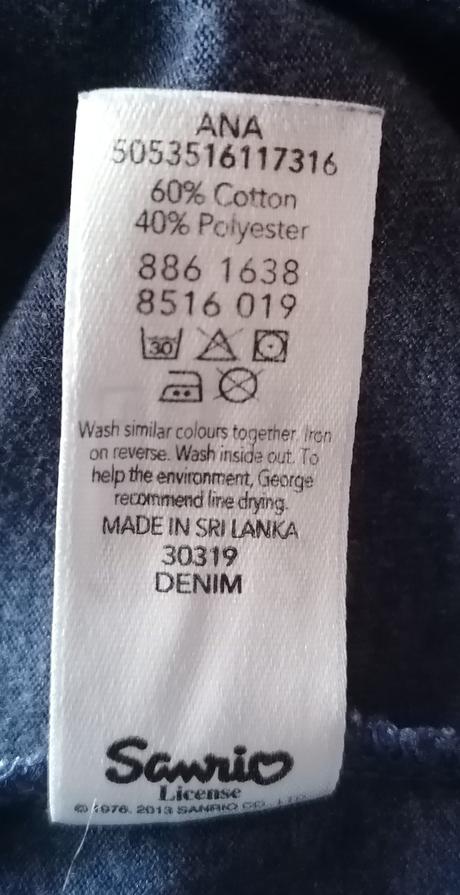 ANA
5053516117316
60% Cotton
40% Polyester
886 1638
8516 019
30
Wash similar colours together. Iron
on reverse. Wash inside out. To
help the environment, George
recommend line drying.
MADE IN SRI LANKA
30319
DENIM
Sanrio
License
© 1976, 2013 SANRIO CO., LTD.